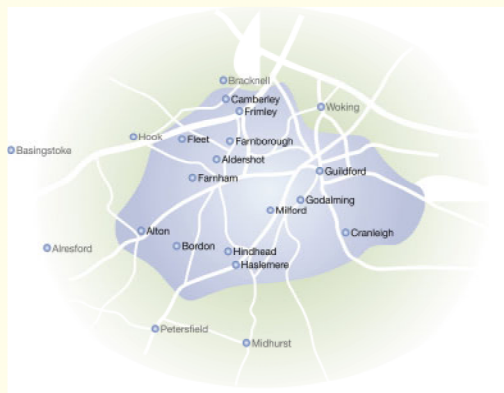 Bracknell
Camberley
Frimley
Woking
Hook
Fleet
Farnborough
Basingstoke
Aldershot
Guildford
Farnham
Godalming
Milford
Alton
Cranleigh
Bordon
Alresford
Hindhead
Haslemere
Petersfield
Midhurst